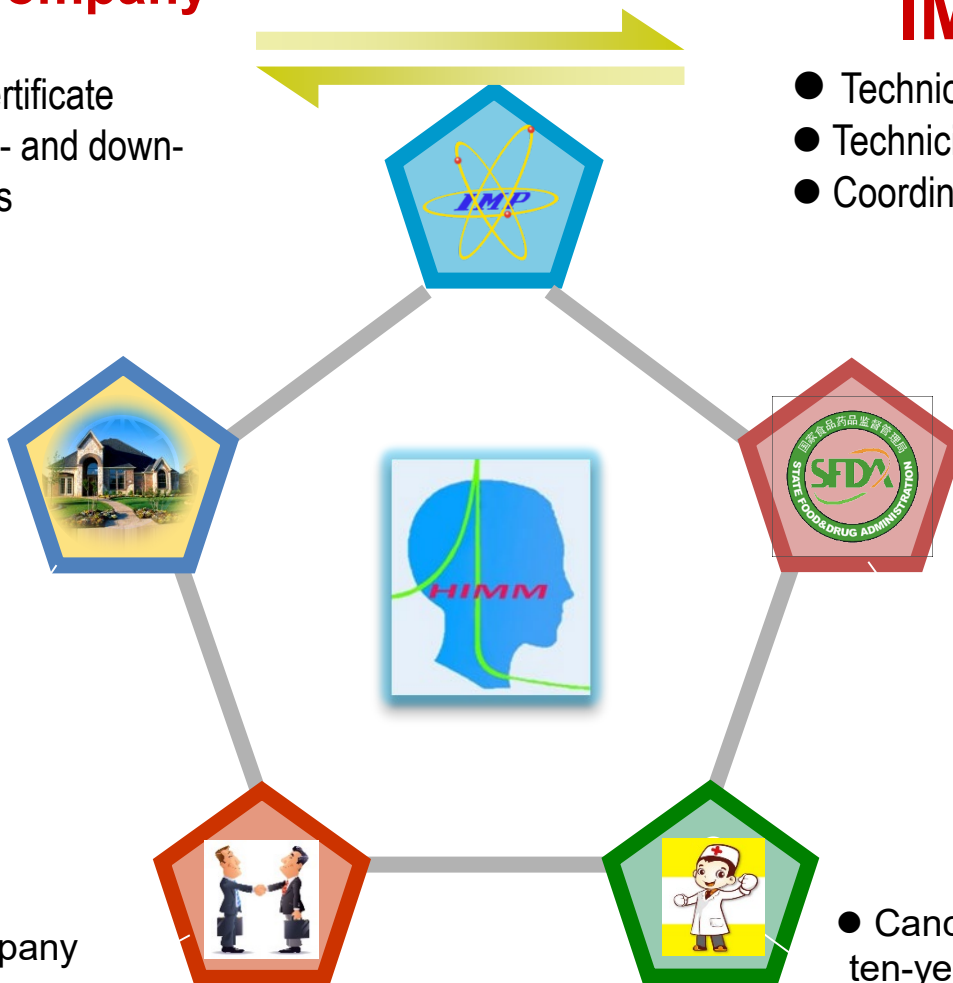 ompany
IM
ertificate
- and down-
s
● Technic
● Technic
● Coordin
IMP
国家食品药品监督管理局
SFDA
STATE FOOD&DRUG ADMINISTRATION
HIMM
pany
● Canc
ten-ye